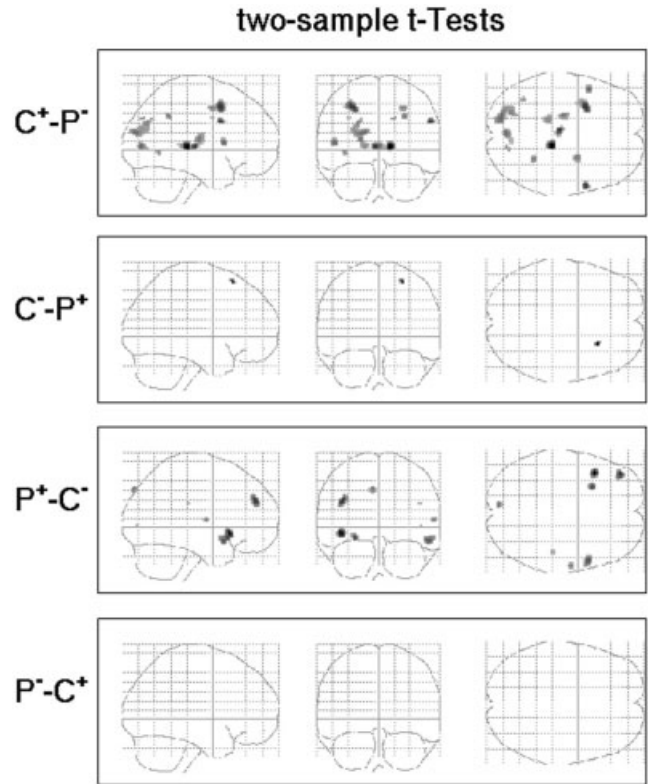 two-sample t-Tests
C⁺-P⁻
C⁻-P⁺
P⁺-C⁻
P⁻-C⁺